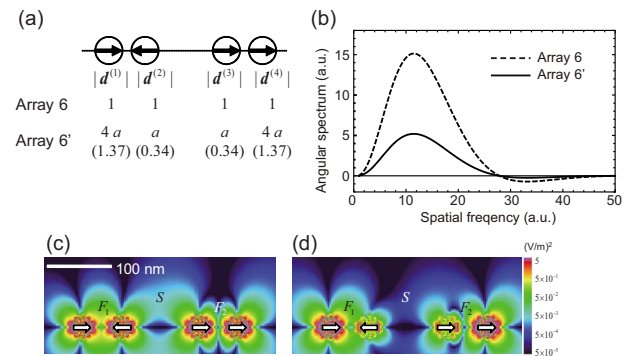 (a)
|d(1)| |d(2)| |d(3)| |d(4)|
Array 6 1 1 1 1
Array 6' 4 a a a 4 a
(1.37) (0.34) (0.34) (1.37)
(b)
Angular spectrum (a.u.)
15
10
5
0
0 10 20 30 40 50
Spatial freqency (a.u.)
Array 6
Array 6'
(c)
100 nm
F1 S F2
(d)
F1 S F2
(V/m)²
5
5×10⁻¹
5×10⁻²
5×10⁻³
5×10⁻⁴
5×10⁻⁵